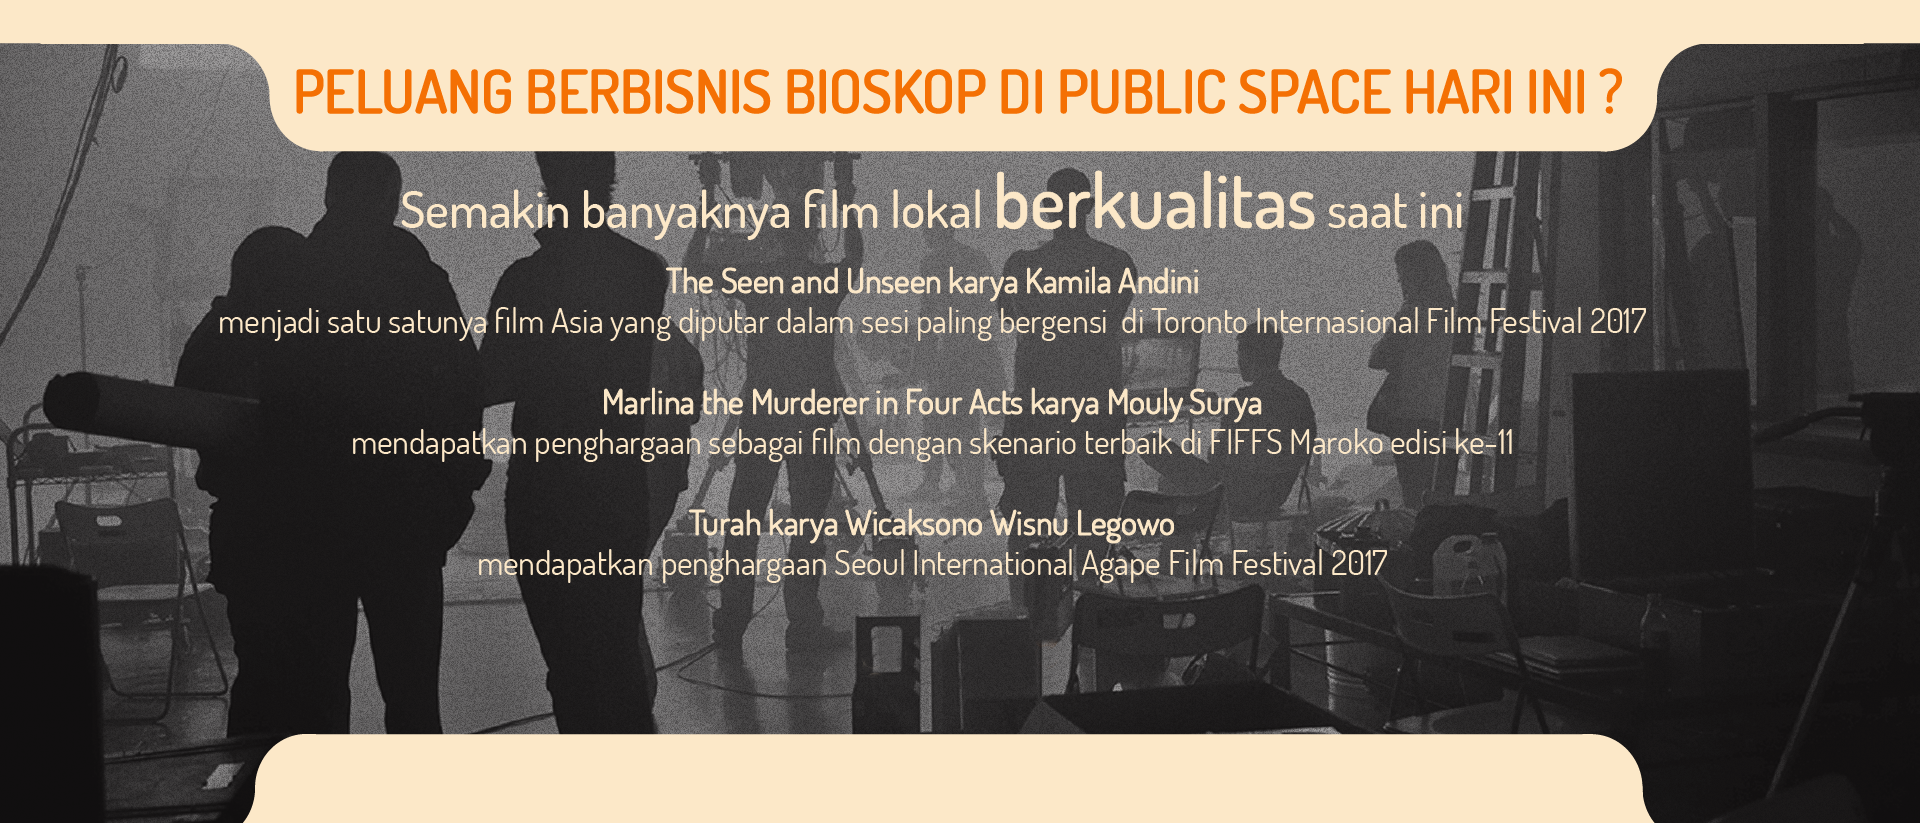 PELUANG BERBISNIS BIOSKOP DI PUBLIC SPACE HARI INI ?
Semakin banyaknya film lokal berkualitas saat ini
The Seen and Unseen karya Kamila Andini
menjadi satu satunya film Asia yang diputar dalam sesi paling bergensi di Toronto Internasional Film Festival 2017
Marlina the Murderer in Four Acts karya Mouly Surya
mendapatkan penghargaan sebagai film dengan skenario terbaik di FIFFS Maroko edisi ke-11
Turah karya Wicaksono Wisnu Legowo
mendapatkan penghargaan Seoul International Agape Film Festival 2017